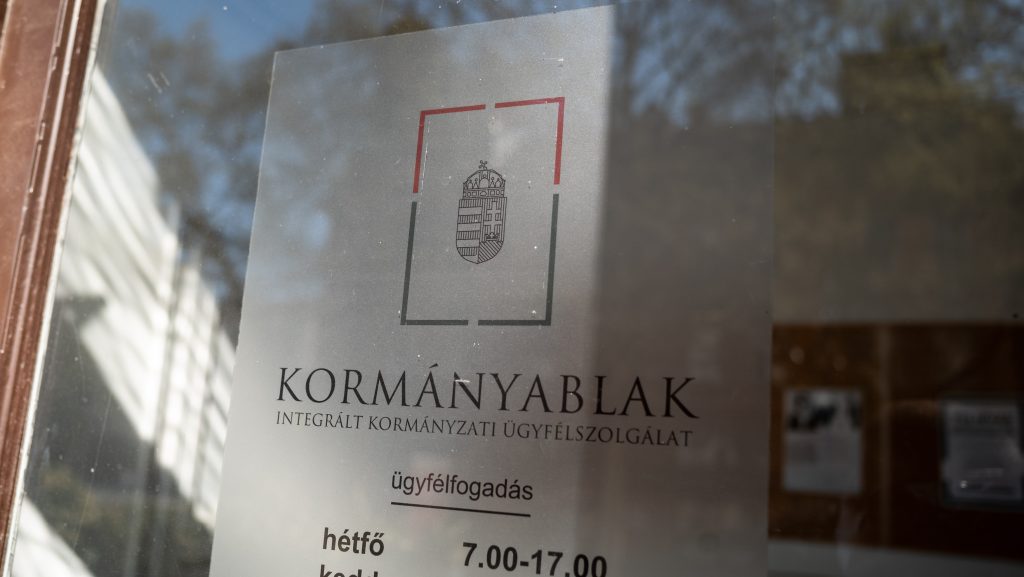 KORMÁNYABLAK
INTEGRÁLT KORMÁNYZATI ÜGYFÉLSZOLGÁLAT
ügyfélfogadás
hétfő 7.00-17.00